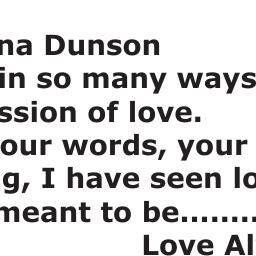 na Dunson
in so many ways
ssion of love.
our words, your
g, I have seen lo
meant to be........
Love Al